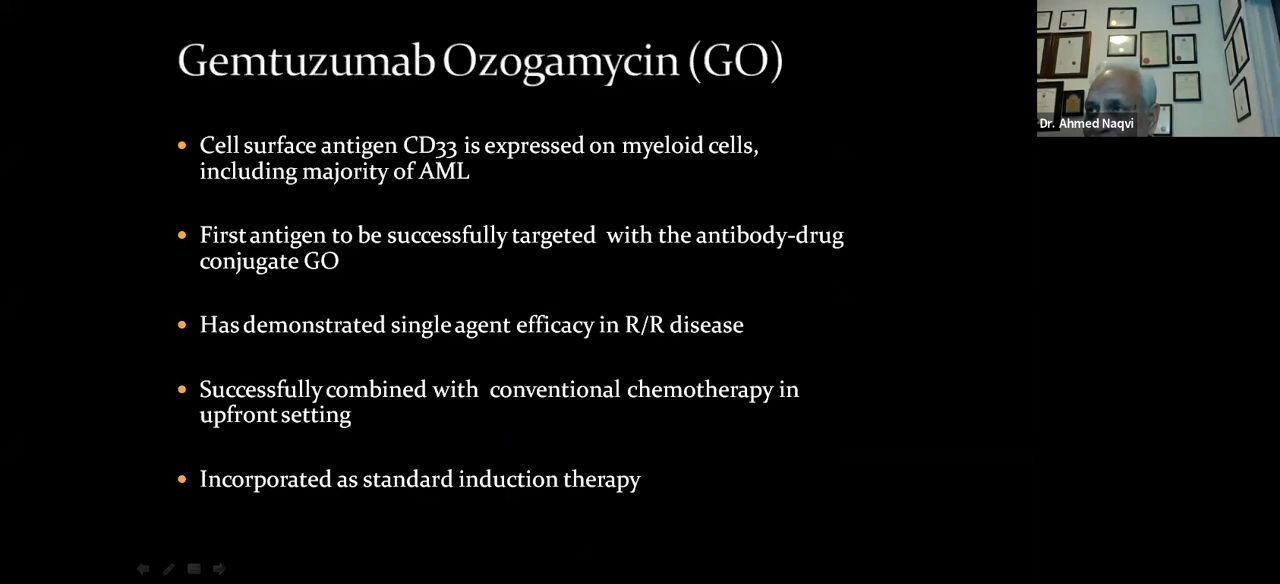 Gemtuzumab Ozogamycin (GO)
Dr. Ahmed Naqvi
• Cell surface antigen CD33 is expressed on myeloid cells,
including majority of AML
• First antigen to be successfully targeted with the antibody-drug
conjugate GO
• Has demonstrated single agent efficacy in R/R disease
• Successfully combined with conventional chemotherapy in
upfront setting
• Incorporated as standard induction therapy